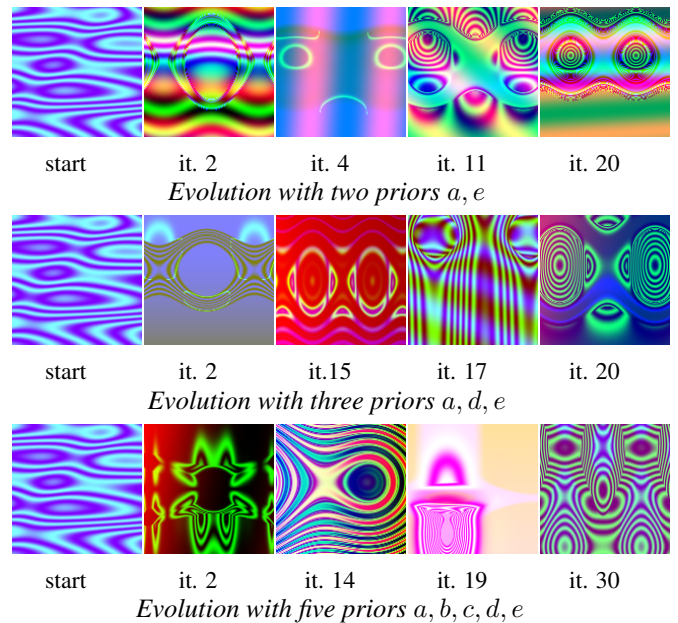 start it. 2 it. 4 it. 11 it. 20
Evolution with two priors a, e
start it. 2 it.15 it. 17 it. 20
Evolution with three priors a, d, e
start it. 2 it. 14 it. 19 it. 30
Evolution with five priors a, b, c, d, e